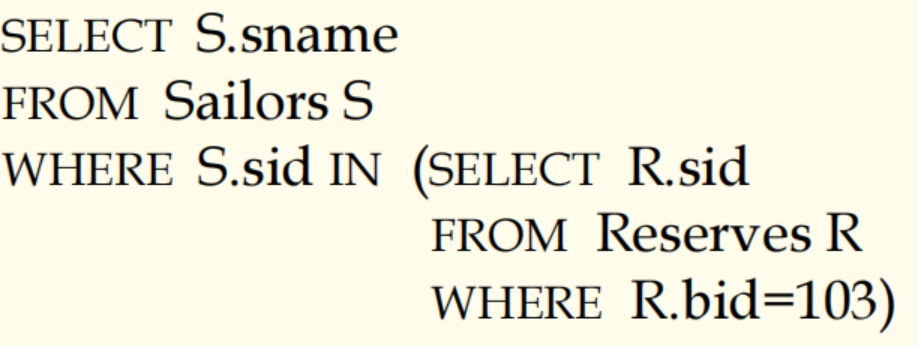 SELECT S.sname
FROM Sailors S
WHERE S.sid IN (SELECT R.sid
FROM Reserves R
WHERE R.bid=103)